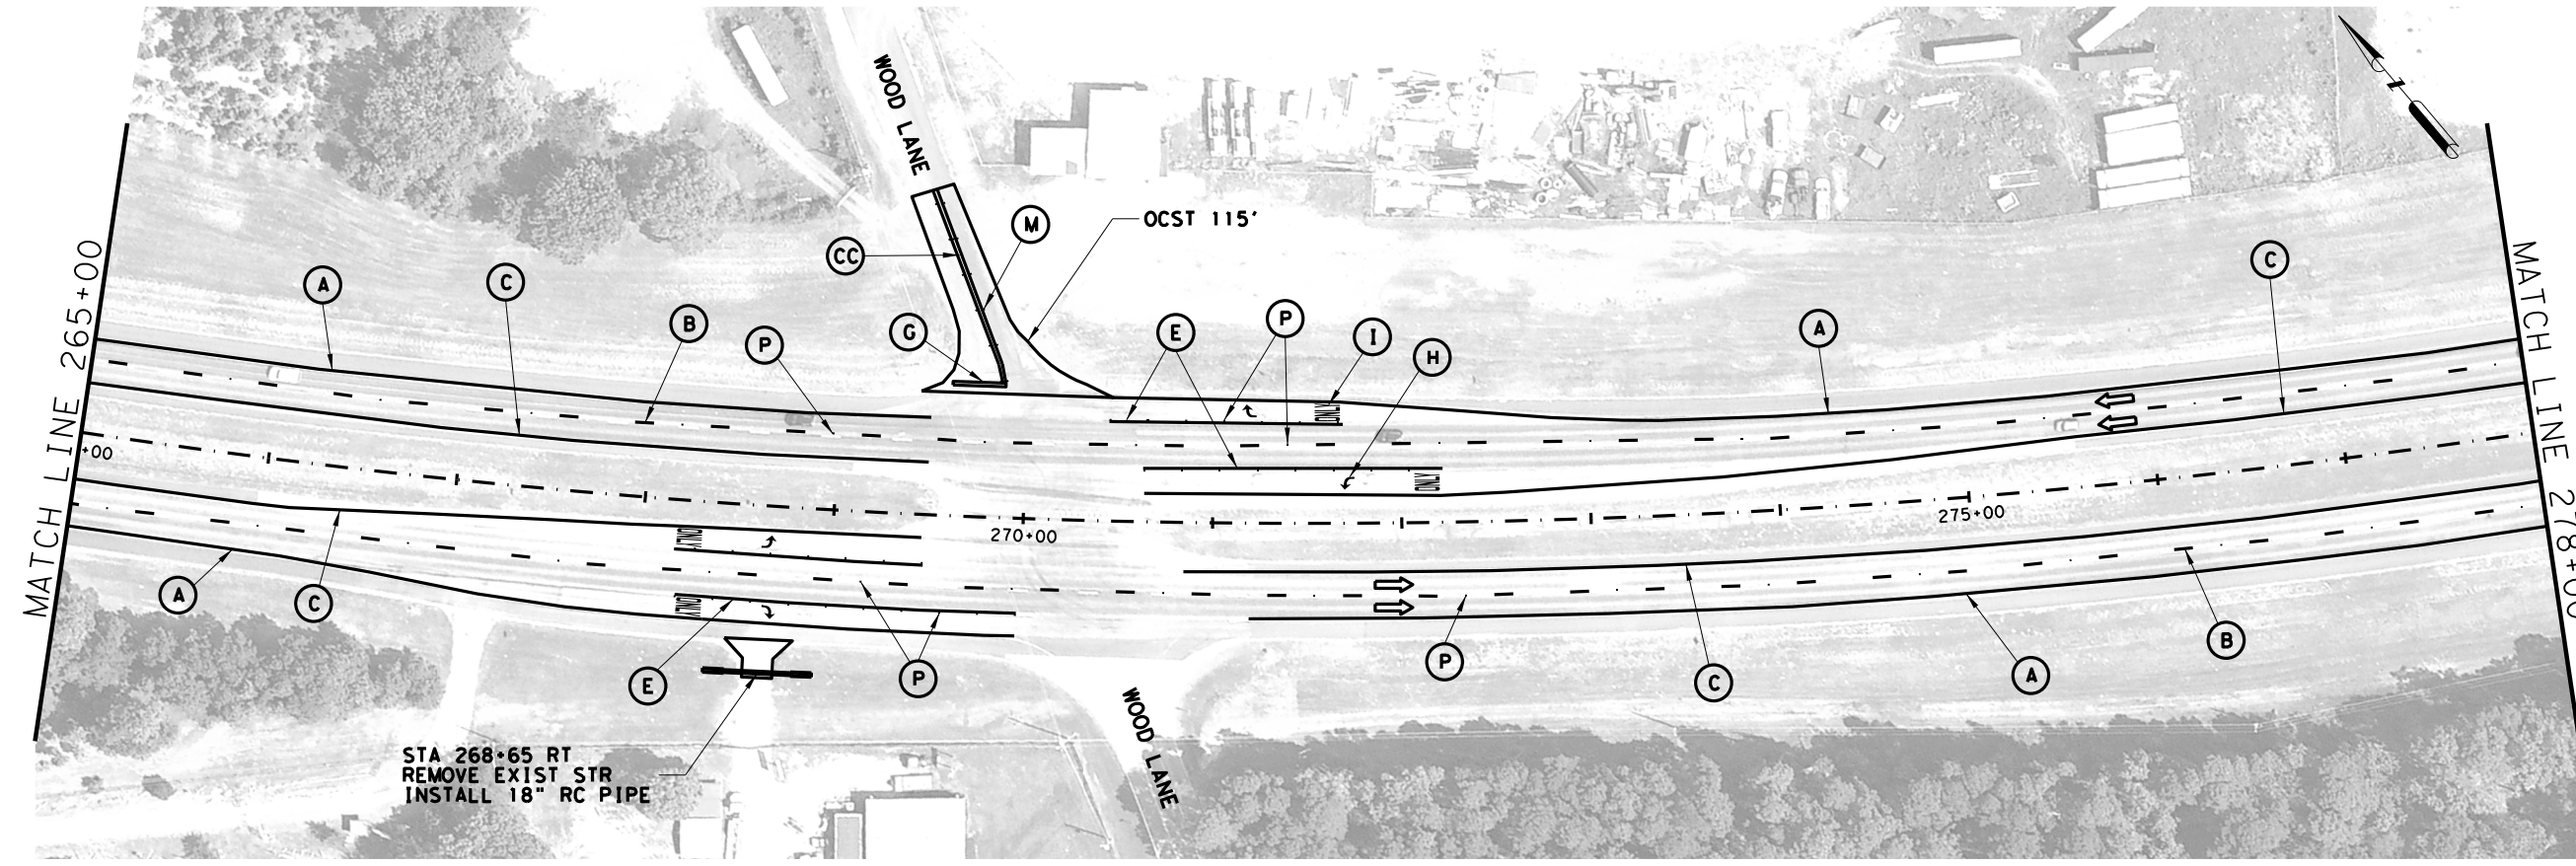 WOOD LANE
OCST 115'
M
CC
A
C
B
P
G
E
P
I
H
A
C
MATCH LINE 265+00
MATCH LINE 278+00
+00
270+00
275+00
ONLY
ONLY
ONLY
ONLY
A
C
E
P
P
C
A
B
WOOD LANE
STA 268+65 RT
REMOVE EXIST STR
INSTALL 18" RC PIPE